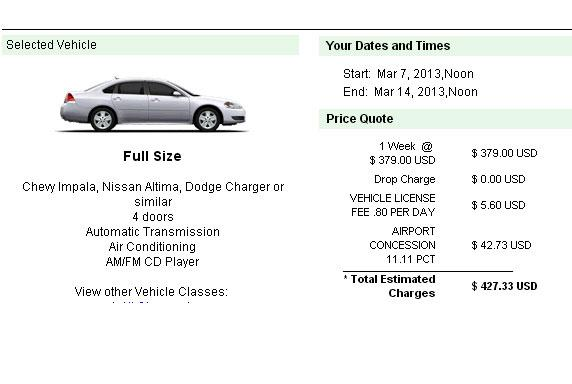 Selected Vehicle
Full Size
Chevy Impala, Nissan Altima, Dodge Charger or
similar
4 doors
Automatic Transmission
Air Conditioning
AM/FM CD Player
View other Vehicle Classes:
Your Dates and Times
Start: Mar 7, 2013,Noon
End: Mar 14, 2013,Noon
Price Quote
1 Week @
$ 379.00 USD $ 379.00 USD
Drop Charge $ 0.00 USD
VEHICLE LICENSE
FEE .80 PER DAY $ 5.60 USD
AIRPORT
CONCESSION $ 42.73 USD
11.11 PCT
* Total Estimated
Charges $ 427.33 USD